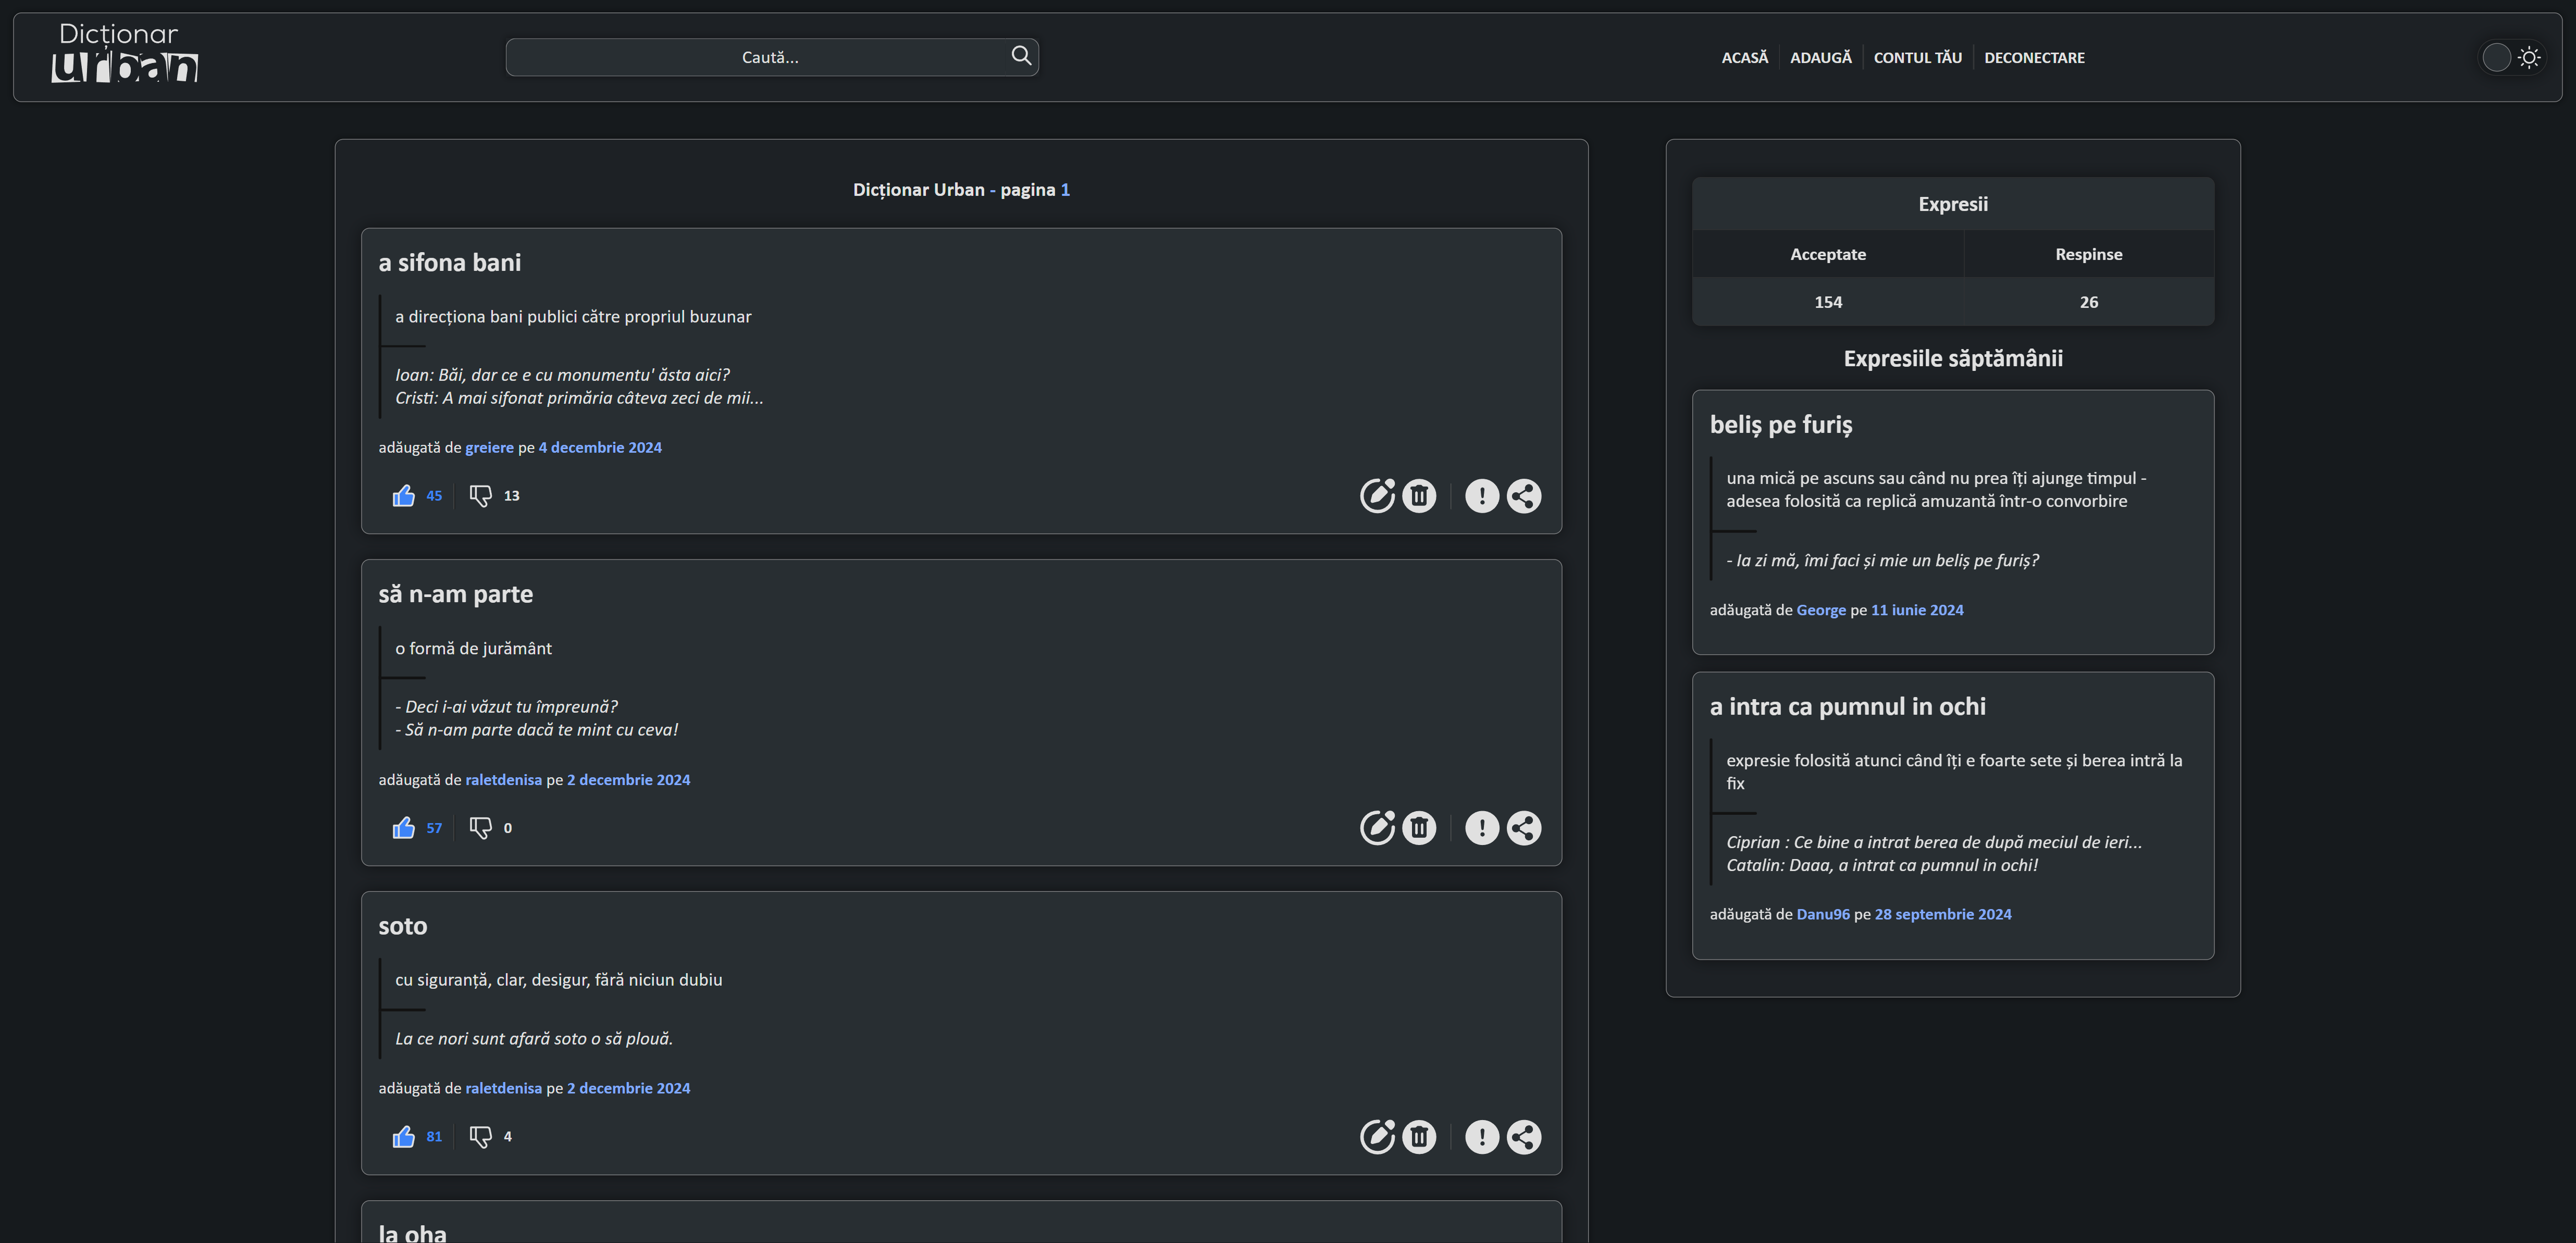 Dicționar
urban
Caută...
ACASĂ
ADAUGĂ
CONTUL TĂU
DECONECTARE
Dicționar Urban - pagina 1
a sifona bani
a direcționa bani publici către propriul buzunar
Ioan: Băi, dar ce e cu monumentu' ăsta aici?
Cristi: A mai sifonat primăria câteva zeci de mii...
adăugată de greiere pe 4 decembrie 2024
45
13
să n-am parte
o formă de jurământ
- Deci i-ai văzut tu împreună?
- Să n-am parte dacă te mint cu ceva!
adăugată de raletdenisa pe 2 decembrie 2024
57
0
soto
cu siguranță, clar, desigur, fără niciun dubiu
La ce nori sunt afară soto o să plouă.
adăugată de raletdenisa pe 2 decembrie 2024
81
4
la oha
Expresii
Acceptate
Respinse
154
26
Expresiile săptămânii
beliș pe furiș
una mică pe ascuns sau când nu prea îți ajunge timpul -
adesea folosită ca replică amuzantă într-o convorbire
- Ia zi mă, îmi faci și mie un beliș pe furiș?
adăugată de George pe 11 iunie 2024
a intra ca pumnul in ochi
expresie folosită atunci când îți e foarte sete și berea intră la
fix
Ciprian : Ce bine a intrat berea de după meciul de ieri...
Catalin: Daaa, a intrat ca pumnul in ochi!
adăugată de Danu96 pe 28 septembrie 2024